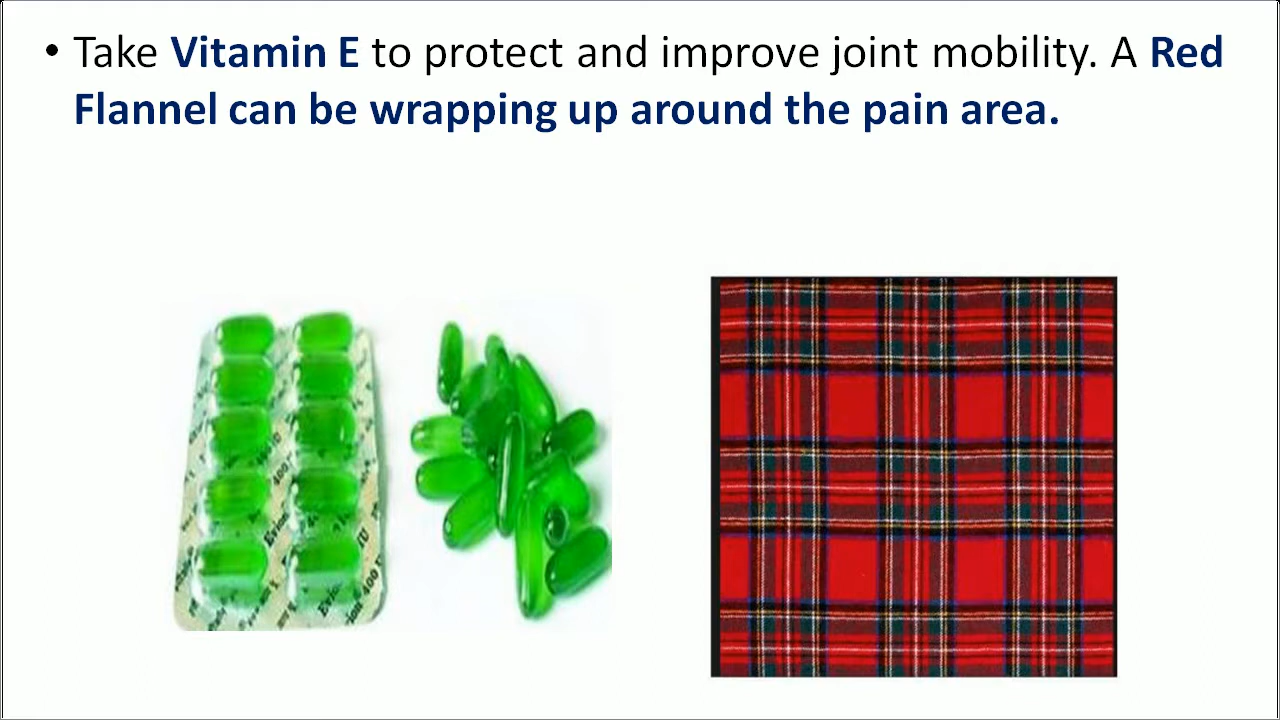 • Take Vitamin E to protect and improve joint mobility. A Red
Flannel can be wrapping up around the pain area.